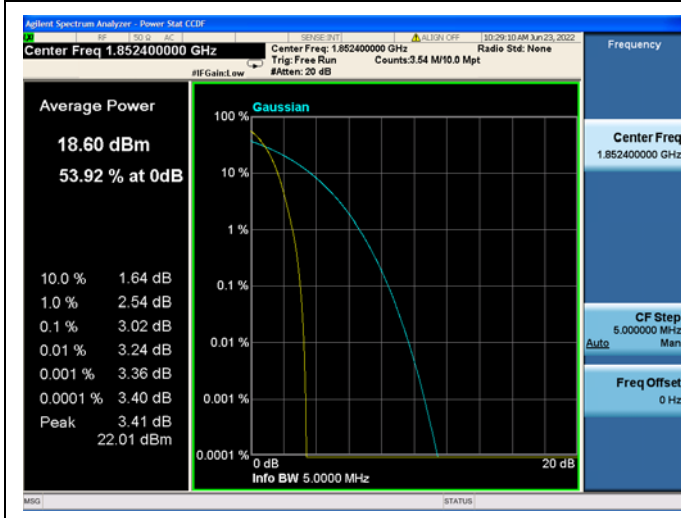 Agilent Spectrum Analyzer - Power Stat CCDF
RF 50 Ω AC SENSE:INT ALIGN OFF 10:29:10 AM Jun 23, 2022
Center Freq 1.852400000 GHz
Center Freq: 1.852400000 GHz Radio Std: None
Trig: Free Run Counts:3.54 M/10.0 Mpt
#IFGain:Low #Atten: 20 dB
Average Power
18.60 dBm
53.92 % at 0dB
10.0 % 1.64 dB
1.0 % 2.54 dB
0.1 % 3.02 dB
0.01 % 3.24 dB
0.001 % 3.36 dB
0.0001 % 3.40 dB
Peak 3.41 dB
22.01 dBm
Gaussian
100 %
10 %
1 %
0.1 %
0.01 %
0.001 %
0.0001 %
0 dB 20 dB
Info BW 5.0000 MHz
Frequency
Center Freq
1.852400000 GHz
CF Step
5.000000 MHz
Auto Man
Freq Offset
0 Hz
MSG STATUS